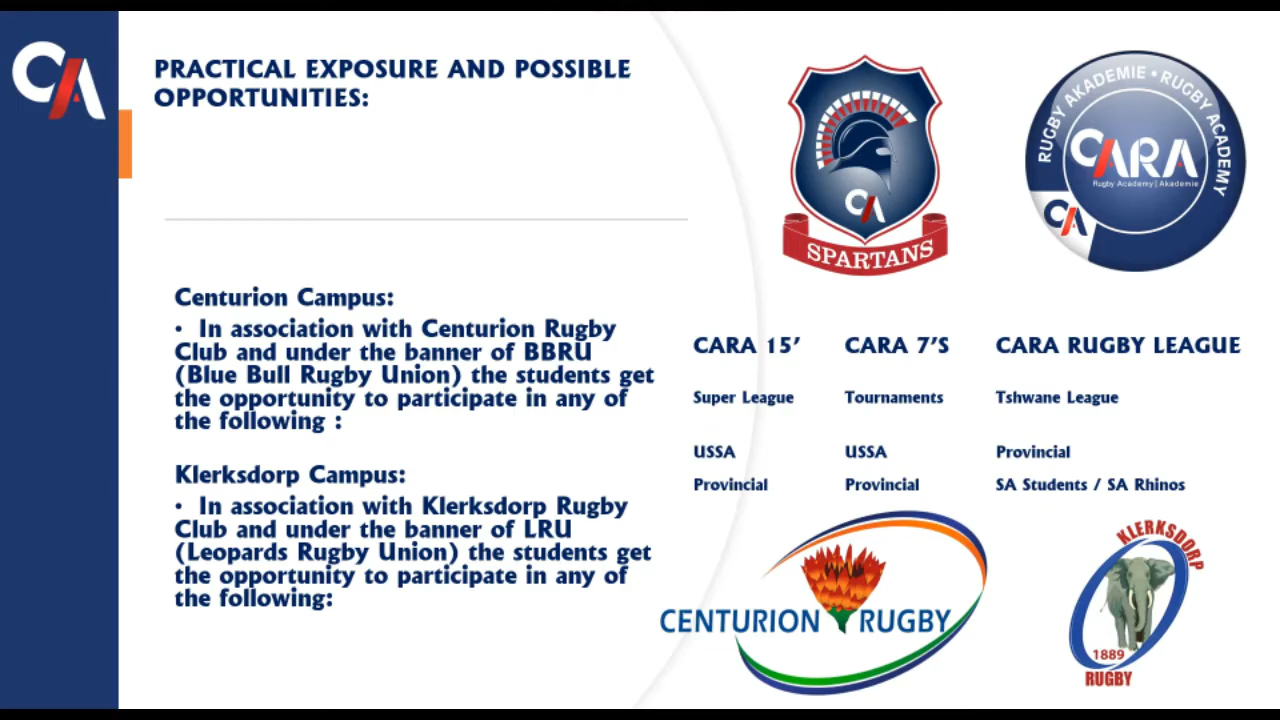 CA
PRACTICAL EXPOSURE AND POSSIBLE
OPPORTUNITIES:
CA
SPARTANS
RUGBY AKADEMIE • RUGBY ACADEMY
CARA
Rugby Academy | Akademie
CA
Centurion Campus:
• In association with Centurion Rugby
Club and under the banner of BBRU
(Blue Bull Rugby Union) the students get
the opportunity to participate in any of
the following :
Klerksdorp Campus:
• In association with Klerksdorp Rugby
Club and under the banner of LRU
(Leopards Rugby Union) the students get
the opportunity to participate in any of
the following:
CARA 15’ CARA 7’S CARA RUGBY LEAGUE
Super League Tournaments Tshwane League
USSA USSA Provincial
Provincial Provincial SA Students / SA Rhinos
CENTURION RUGBY
KLERKSDORP
1889
RUGBY